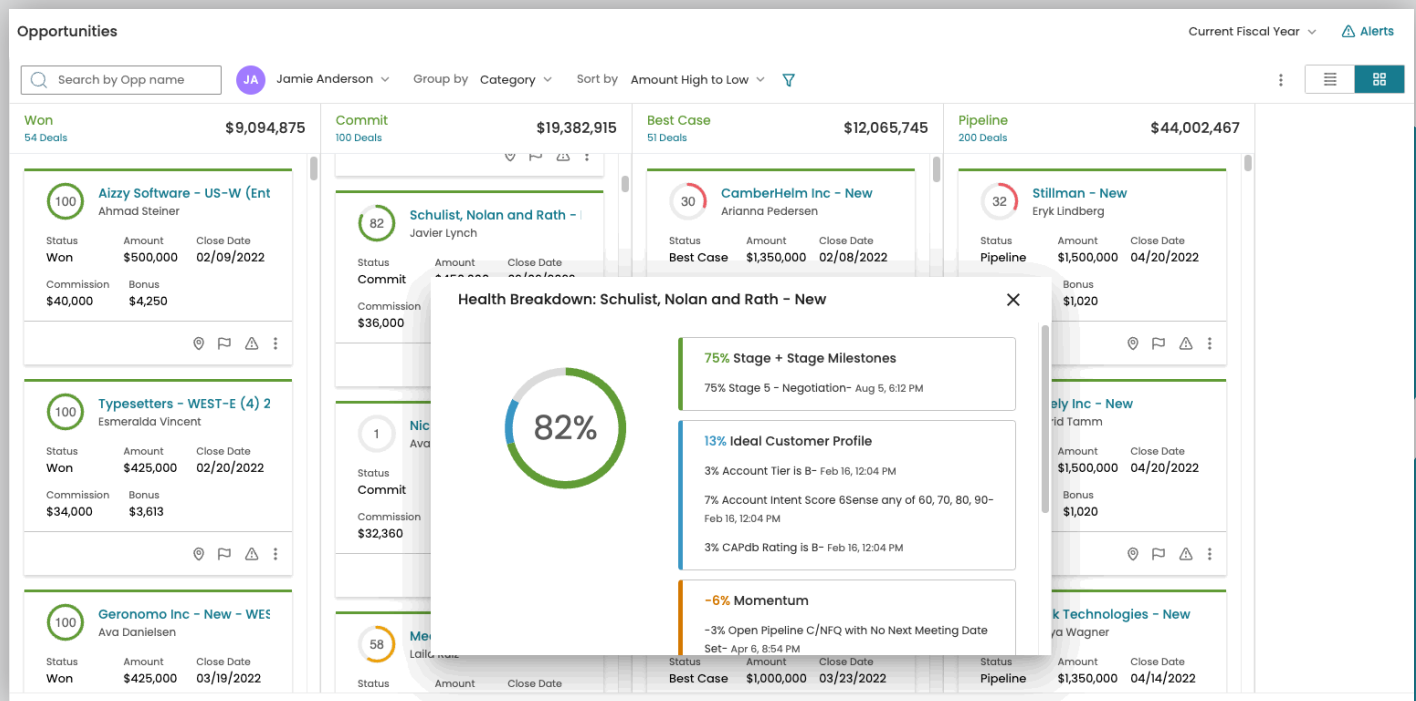 Opportunities
Current Fiscal Year
Alerts
Search by Opp name
JA
Jamie Anderson
Group by
Category
Sort by
Amount High to Low
Won
54 Deals
$9,094,875
Commit
100 Deals
$19,382,915
Best Case
51 Deals
$12,065,745
Pipeline
200 Deals
$44,002,467
100
Aizzy Software - US-W (Ent
Ahmad Steiner
Status Amount Close Date
Won $500,000 02/09/2022
Commission Bonus
$40,000 $4,250
100
Typesetters - WEST-E (4) 2
Esmeralda Vincent
Status Amount Close Date
Won $425,000 02/20/2022
Commission Bonus
$34,000 $3,613
100
Geronomo Inc - New - WES
Ava Danielsen
Status Amount Close Date
Won $425,000 03/19/2022
82
Schulist, Nolan and Rath -
Javier Lynch
Status Amount Close Date
Commit
Commission
$36,000
1
Nic
Ava
Status
Commit
Commission
$32,360
58
Status Amount Close Date
30
CamberHelm Inc - New
Arianna Pedersen
Status Amount Close Date
Best Case $1,350,000 02/08/2022
Status Amount Close Date
Best Case $1,000,000 03/23/2022
32
Stillman - New
Eryk Lindberg
Status Amount Close Date
Pipeline $1,500,000 04/20/2022
Bonus
$1,020
ely Inc - New
rid Tamm
Amount Close Date
$1,500,000 04/20/2022
Bonus
$1,020
k Technologies - New
ya Wagner
Status Amount Close Date
Pipeline $1,350,000 04/14/2022
Health Breakdown: Schulist, Nolan and Rath - New
82%
75% Stage + Stage Milestones
75% Stage 5 - Negotiation- Aug 5, 6:12 PM
13% Ideal Customer Profile
3% Account Tier is B- Feb 16, 12:04 PM
7% Account Intent Score 6Sense any of 60, 70, 80, 90-
Feb 16, 12:04 PM
3% CAPdb Rating is B- Feb 16, 12:04 PM
-6% Momentum
-3% Open Pipeline C/NFQ with No Next Meeting Date
Set- Apr 6, 8:54 PM